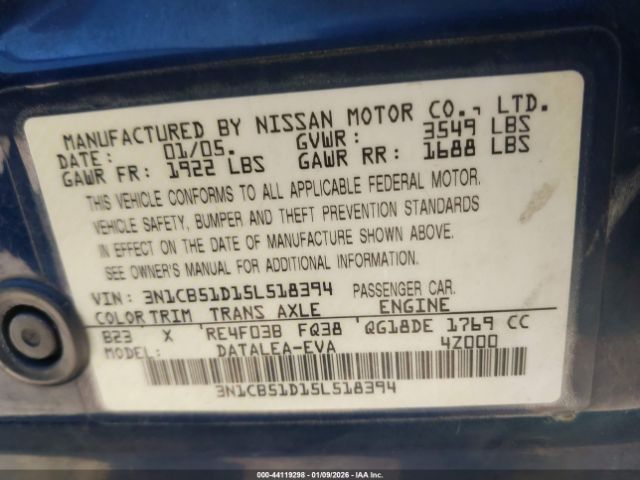 MANUFACTURED BY NISSAN MOTOR CO., LTD.
DATE: 01/05. GVWR: 3549 LBS
GAWR FR: 1922 LBS GAWR RR: 1688 LBS
THIS VEHICLE CONFORMS TO ALL APPLICABLE FEDERAL MOTOR.
VEHICLE SAFETY, BUMPER AND THEFT PREVENTION STANDARDS
IN EFFECT ON THE DATE OF MANUFACTURE SHOWN ABOVE.
SEE OWNER'S MANUAL FOR ADDITIONAL INFORMATION.
VIN: 3N1CB51D15L518394 PASSENGER CAR.
COLOR TRIM TRANS AXLE ENGINE
B23 X RE4F03B FQ38 QG18DE 1769 CC
MODEL: DATALEA-EVA 4Z000
3N1CB51D15L518394
000-44119298 - 01/09/2026 - IAA Inc.